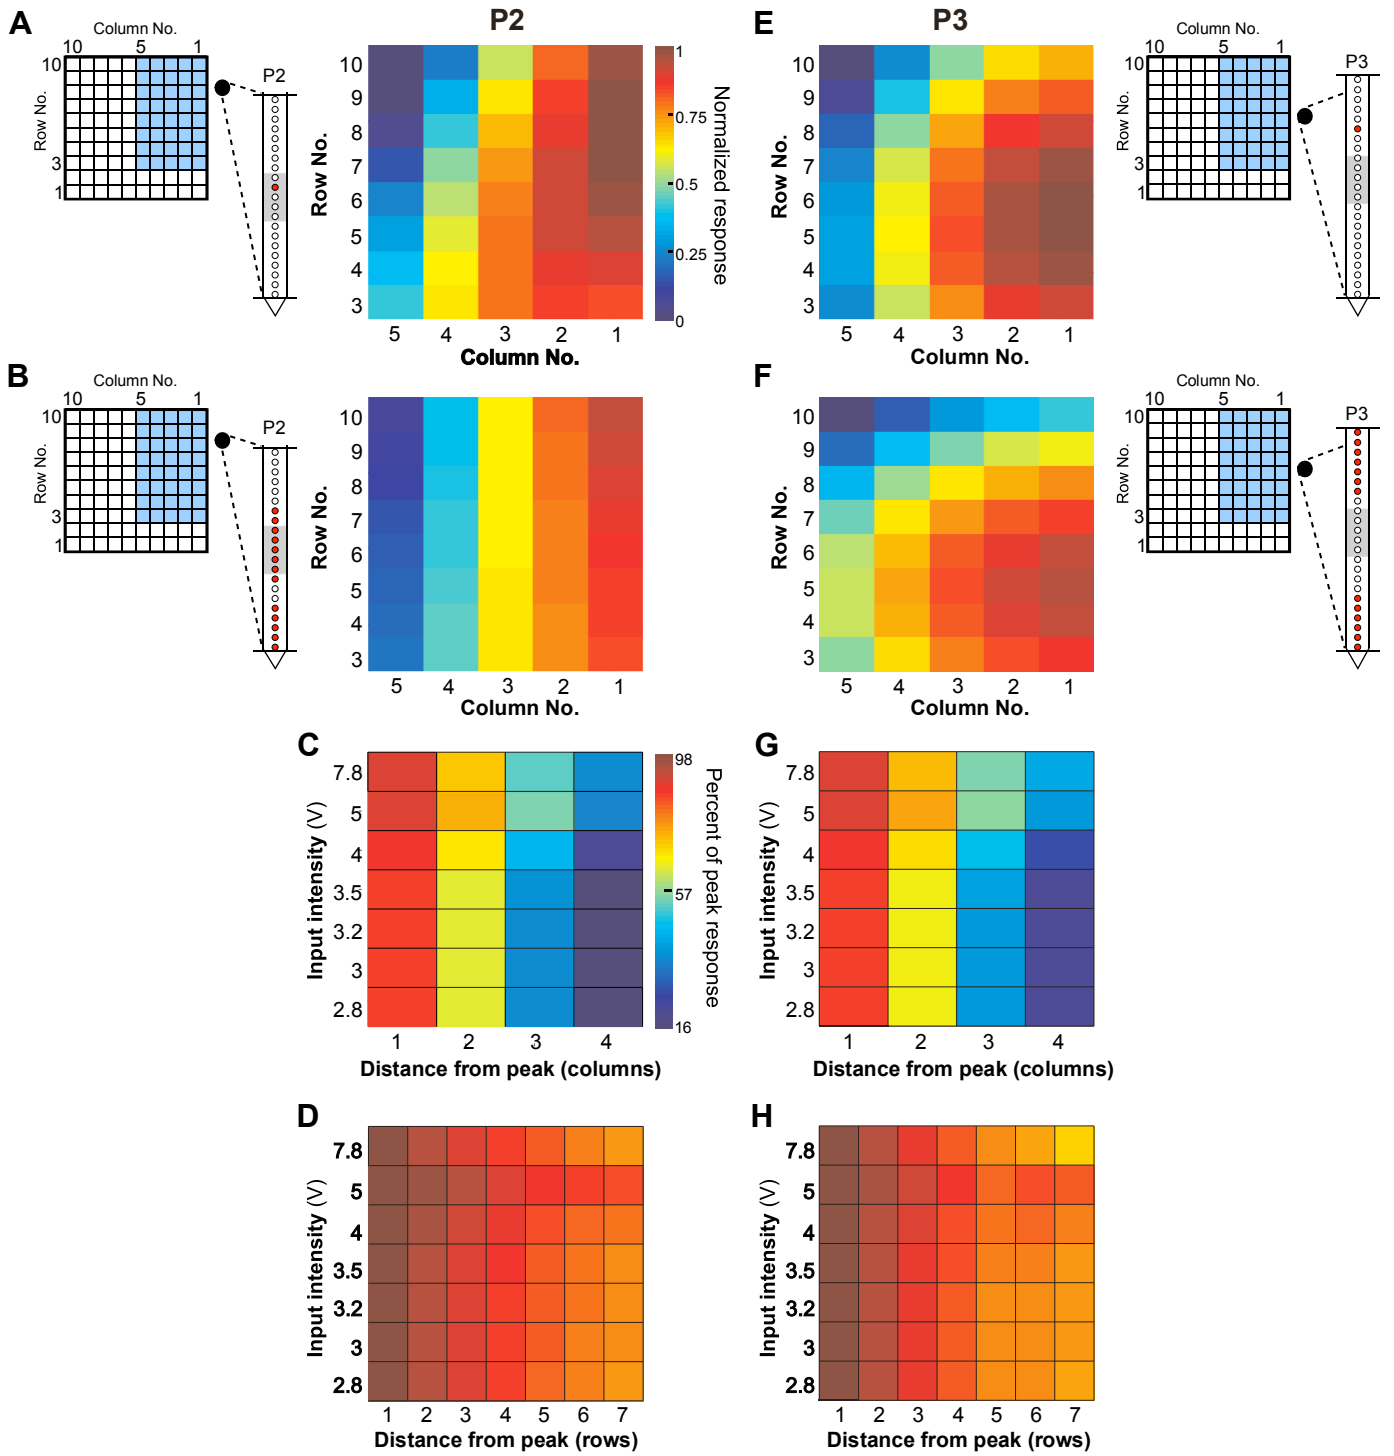 A
Column No.
10 5 1
10
Row No.
3
1
P2
P2
10
9
8
7
6
5
4
3
Row No.
5 4 3 2 1
Column No.
1
0.75
0.5
0.25
0
Normalized response
E
P3
10
9
8
7
6
5
4
3
Row No.
5 4 3 2 1
Column No.
Column No.
10 5 1
10
Row No.
3
1
P3
B
Column No.
10 5 1
10
Row No.
3
1
P2
10
9
8
7
6
5
4
3
Row No.
5 4 3 2 1
Column No.
F
10
9
8
7
6
5
4
3
Row No.
5 4 3 2 1
Column No.
Column No.
10 5 1
10
Row No.
3
1
P3
C
7.8
5
4
3.5
3.2
3
2.8
Input intensity (V)
1 2 3 4
Distance from peak (columns)
98
57
16
Percent of peak response
G
7.8
5
4
3.5
3.2
3
2.8
Input intensity (V)
1 2 3 4
Distance from peak (columns)
D
7.8
5
4
3.5
3.2
3
2.8
Input intensity (V)
1 2 3 4 5 6 7
Distance from peak (rows)
H
7.8
5
4
3.5
3.2
3
2.8
Input intensity (V)
1 2 3 4 5 6 7
Distance from peak (rows)